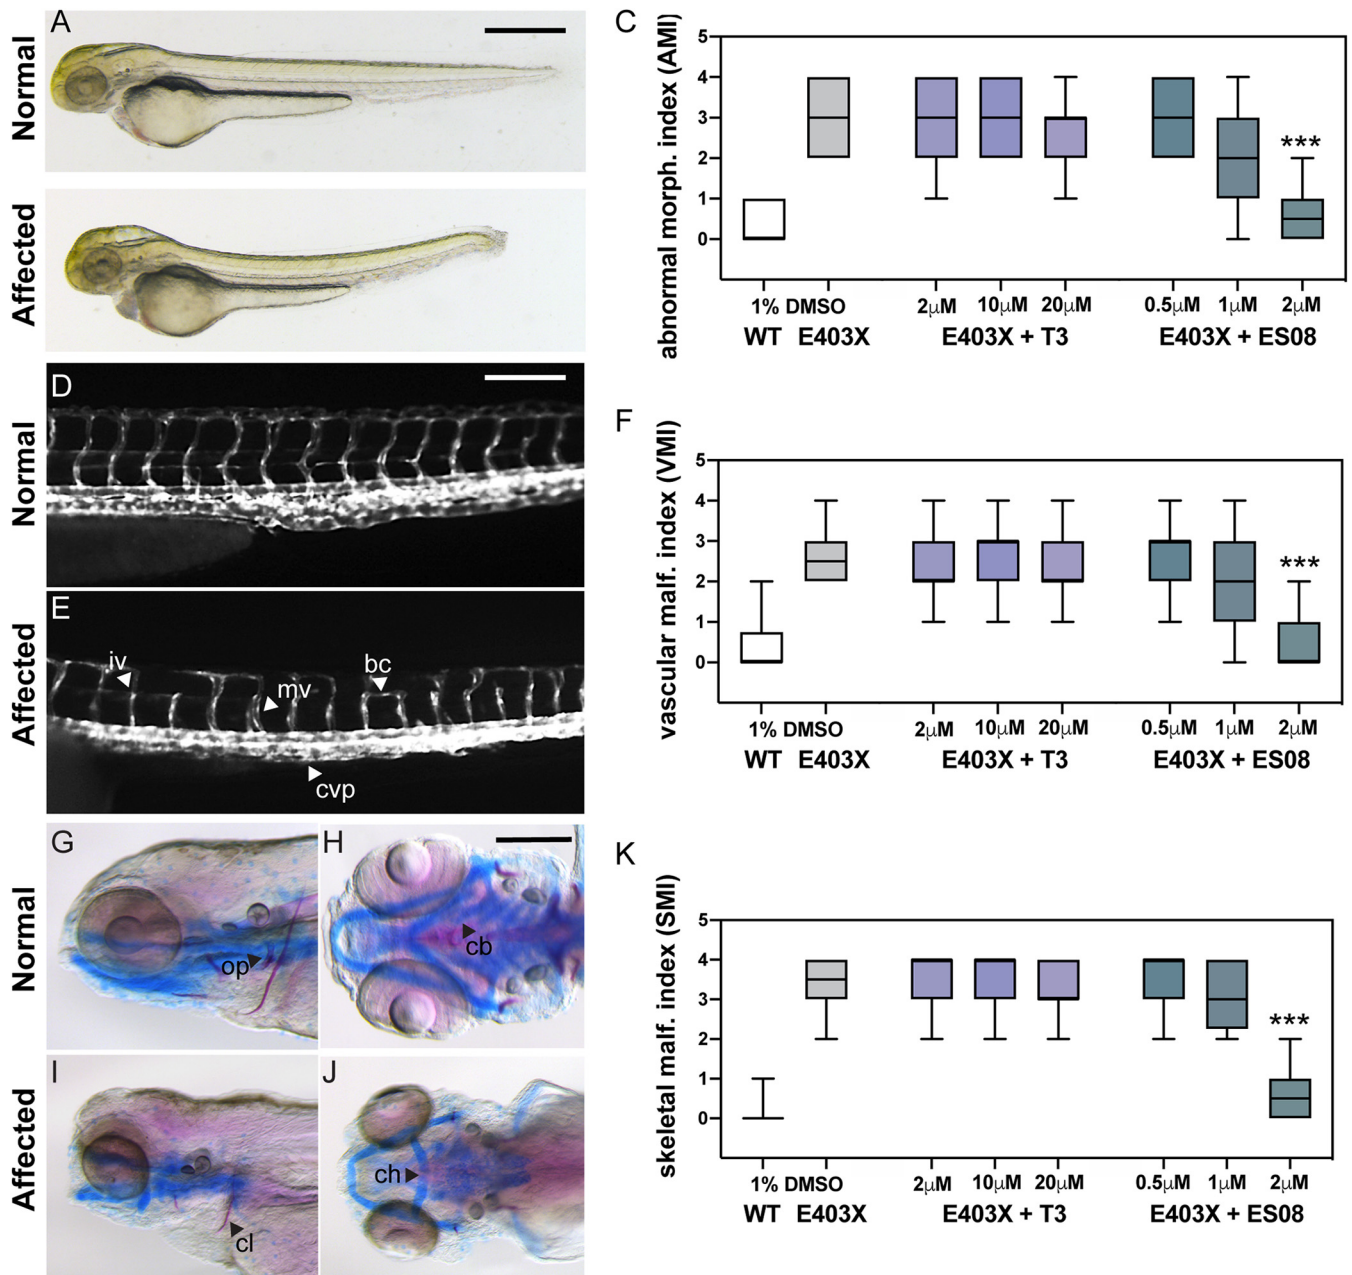 A
Normal
Affected
C
abnormal morph. index (AMI)
5
4
3
2
1
0
***
1% DMSO
2μM
10μM
20μM
0.5μM
1μM
2μM
WT
E403X
E403X + T3
E403X + ES08
D
Normal
E
Affected
iv
mv
bc
cvp
F
vascular malf. index (VMI)
5
4
3
2
1
0
***
1% DMSO
2μM
10μM
20μM
0.5μM
1μM
2μM
WT
E403X
E403X + T3
E403X + ES08
G
H
Normal
op
cb
I
J
Affected
cl
ch
K
skeletal malf. index (SMI)
5
4
3
2
1
0
***
1% DMSO
2μM
10μM
20μM
0.5μM
1μM
2μM
WT
E403X
E403X + T3
E403X + ES08